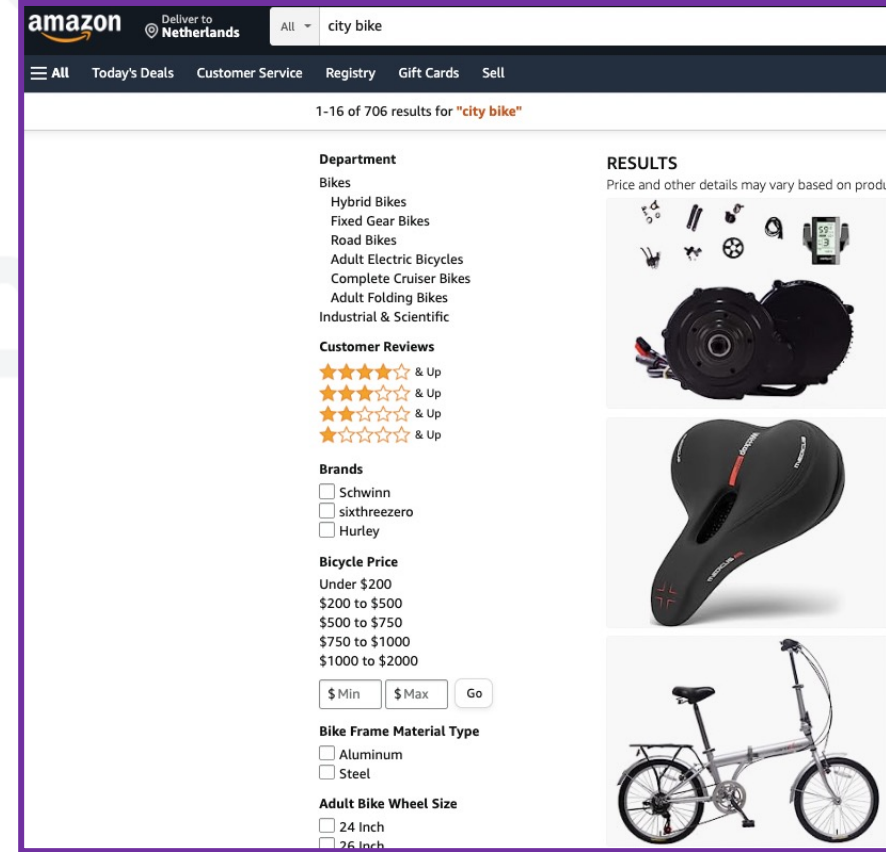 amazon
Deliver to
Netherlands
All
city bike
All Today's Deals Customer Service Registry Gift Cards Sell
1-16 of 706 results for "city bike"
Department
Bikes
Hybrid Bikes
Fixed Gear Bikes
Road Bikes
Adult Electric Bicycles
Complete Cruiser Bikes
Adult Folding Bikes
Industrial & Scientific
Customer Reviews
& Up
& Up
& Up
& Up
Brands
Schwinn
sixthreezero
Hurley
Bicycle Price
Under $200
$200 to $500
$500 to $750
$750 to $1000
$1000 to $2000
$ Min $ Max Go
Bike Frame Material Type
Aluminum
Steel
Adult Bike Wheel Size
24 Inch
26 Inch
RESULTS
Price and other details may vary based on produ